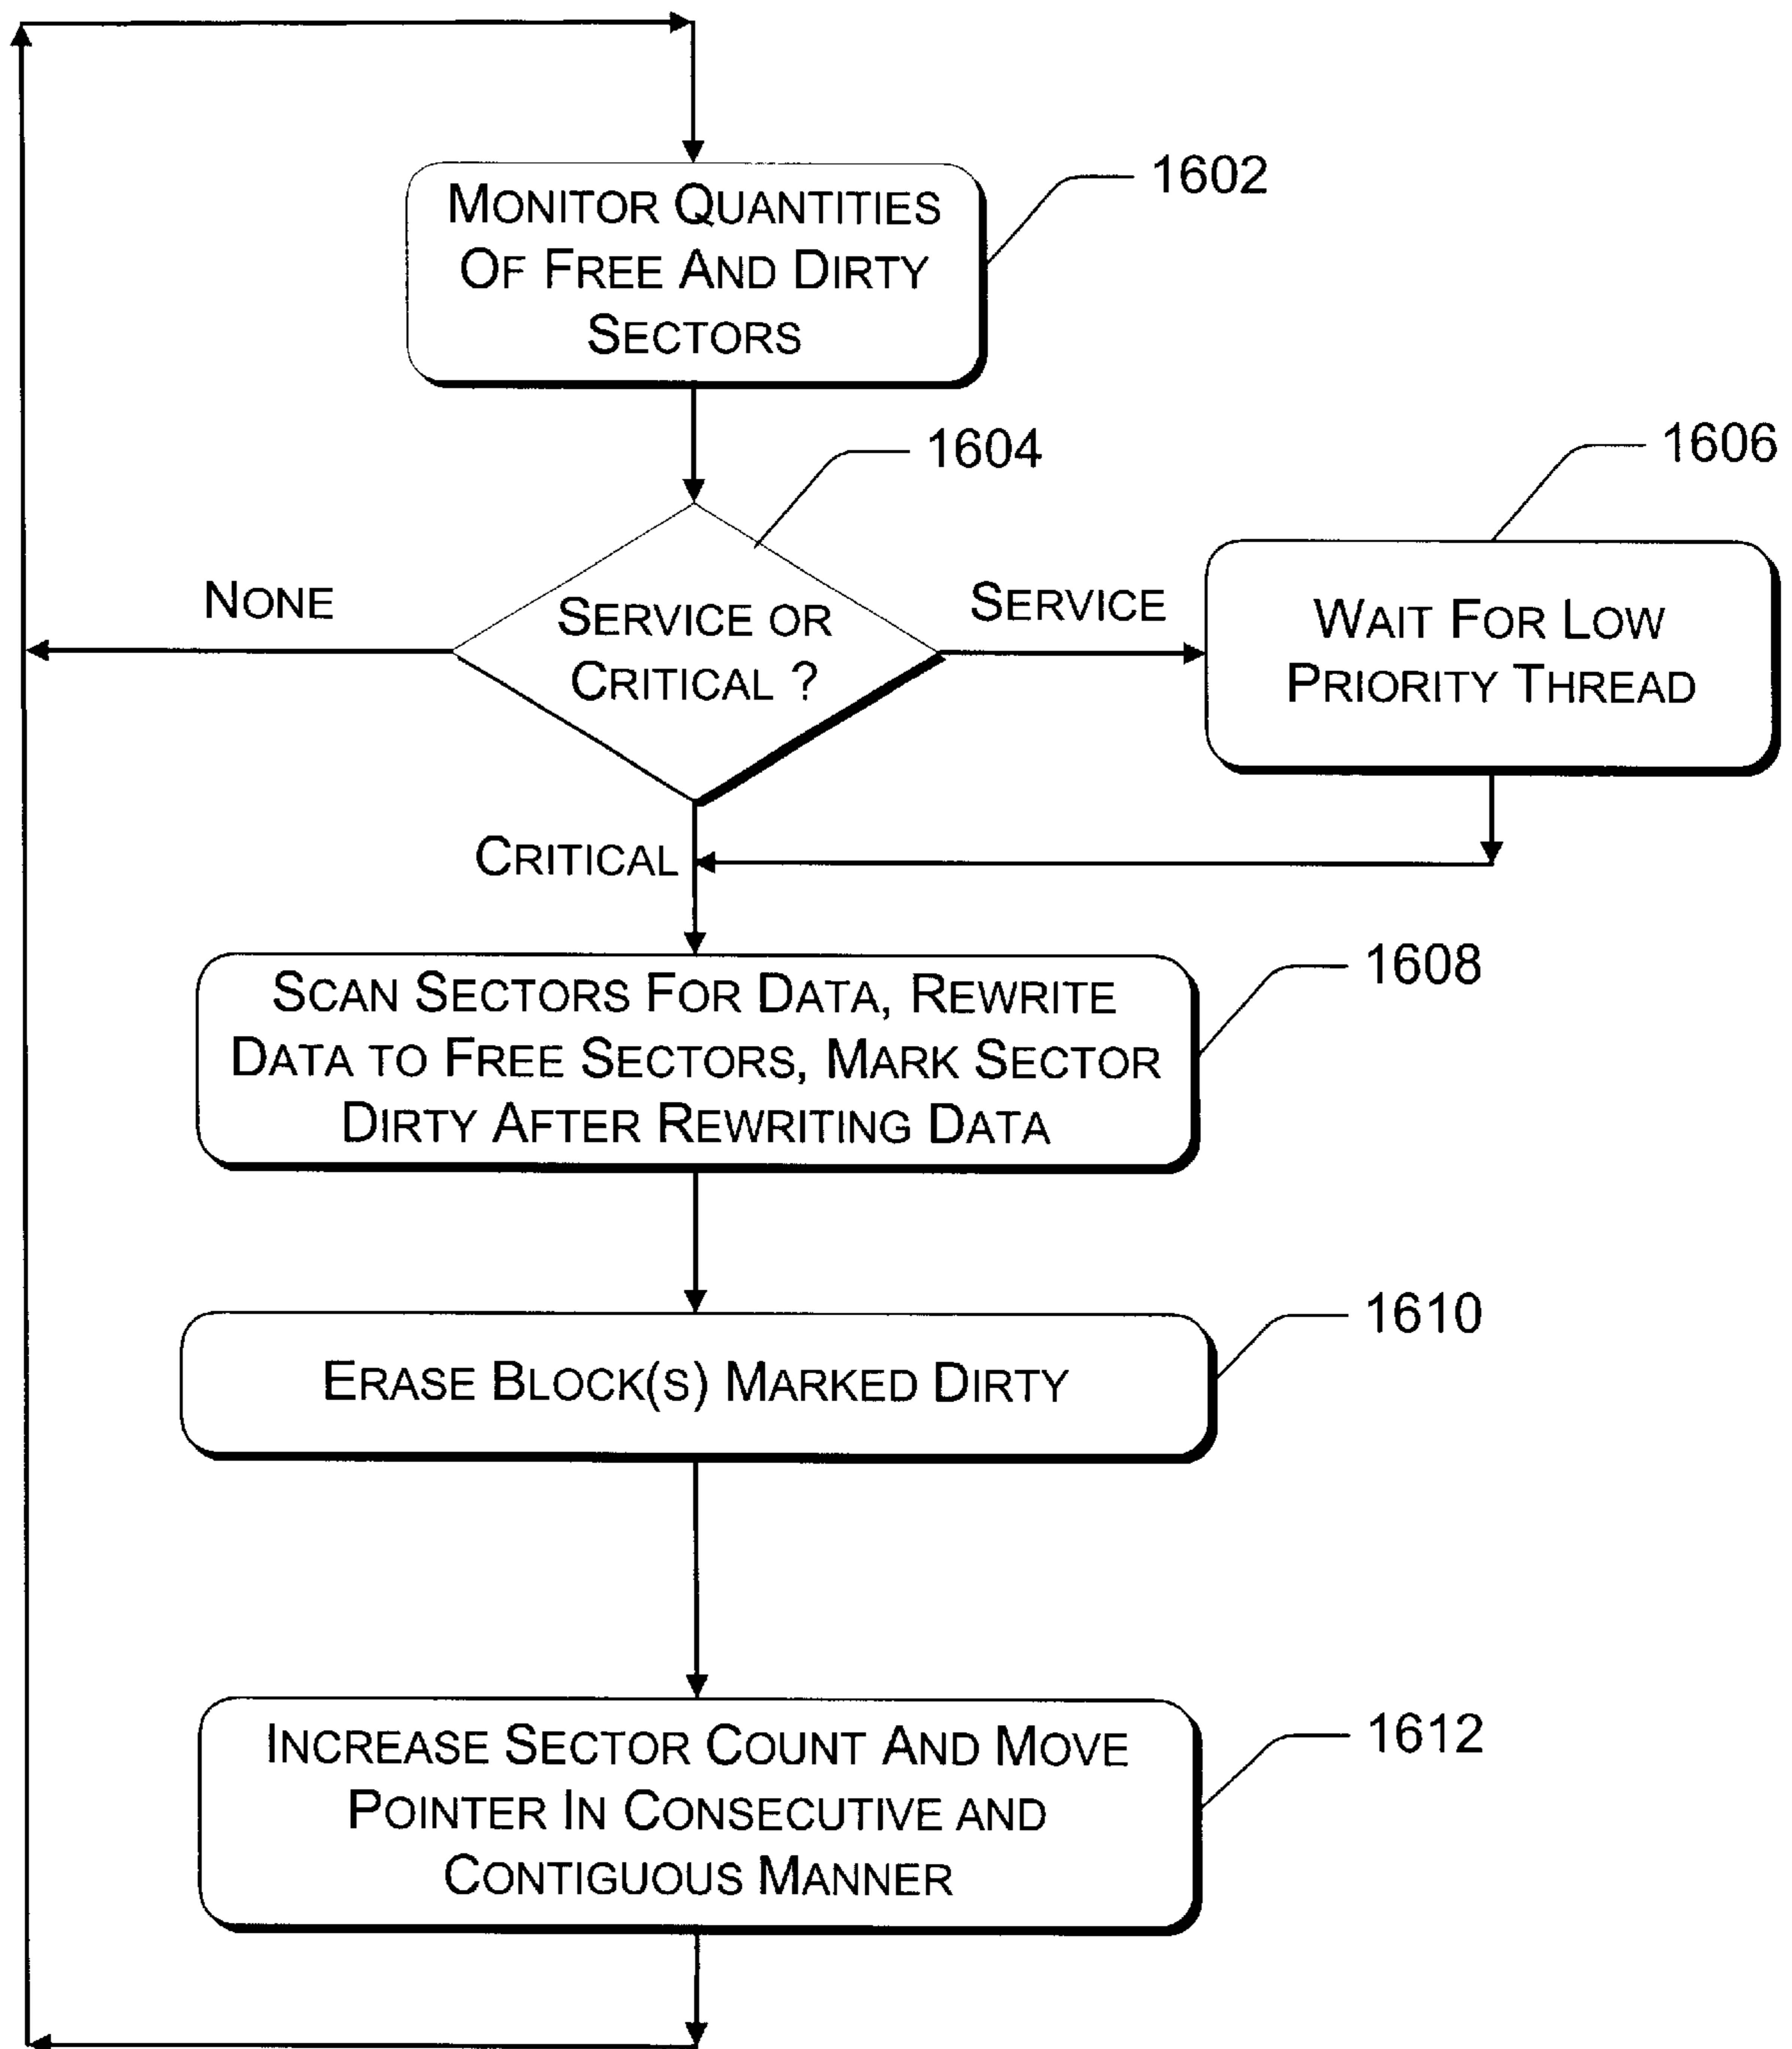 MONITOR QUANTITIES
OF FREE AND DIRTY
SECTORS
1602
1604
1606
NONE
SERVICE OR
CRITICAL ?
SERVICE
WAIT FOR LOW
PRIORITY THREAD
CRITICAL
SCAN SECTORS FOR DATA, REWRITE
DATA TO FREE SECTORS, MARK SECTOR
DIRTY AFTER REWRITING DATA
1608
ERASE BLOCK(S) MARKED DIRTY
1610
INCREASE SECTOR COUNT AND MOVE
POINTER IN CONSECUTIVE AND
CONTIGUOUS MANNER
1612